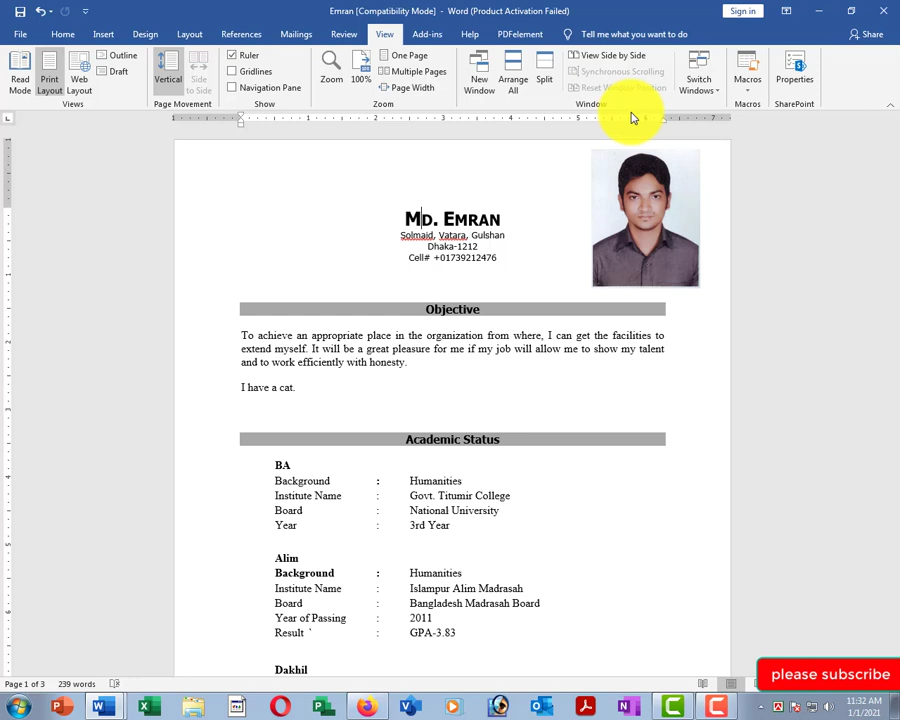 Emran [Compatibility Mode] - Word (Product Activation Failed)
Sign in
File Home Insert Design Layout References Mailings Review View Add-ins Help PDFelement Tell me what you want to do Share
Read Mode
Print Layout
Web Layout
Outline
Draft
Views
Vertical
Side to Side
Page Movement
Ruler
Gridlines
Navigation Pane
Show
Zoom
100%
One Page
Multiple Pages
Page Width
Zoom
New Window
Arrange All
Split
View Side by Side
Synchronous Scrolling
Reset Window Position
Window
Switch Windows
Macros
Macros
Properties
SharePoint
1 2 3 4 5 6 7
MD. EMRAN
Solmaid, Vatara, Gulshan
Dhaka-1212
Cell# +01739212476
Objective
To achieve an appropriate place in the organization from where, I can get the facilities to
extend myself. It will be a great pleasure for me if my job will allow me to show my talent
and to work efficiently with honesty.
I have a cat.
Academic Status
BA
Background : Humanities
Institute Name : Govt. Titumir College
Board : National University
Year : 3rd Year
Alim
Background : Humanities
Institute Name : Islampur Alim Madrasah
Board : Bangladesh Madrasah Board
Year of Passing : 2011
Result ` : GPA-3.83
Dakhil
please subscribe
Page 1 of 3 239 words
11:32 AM
1/1/2021